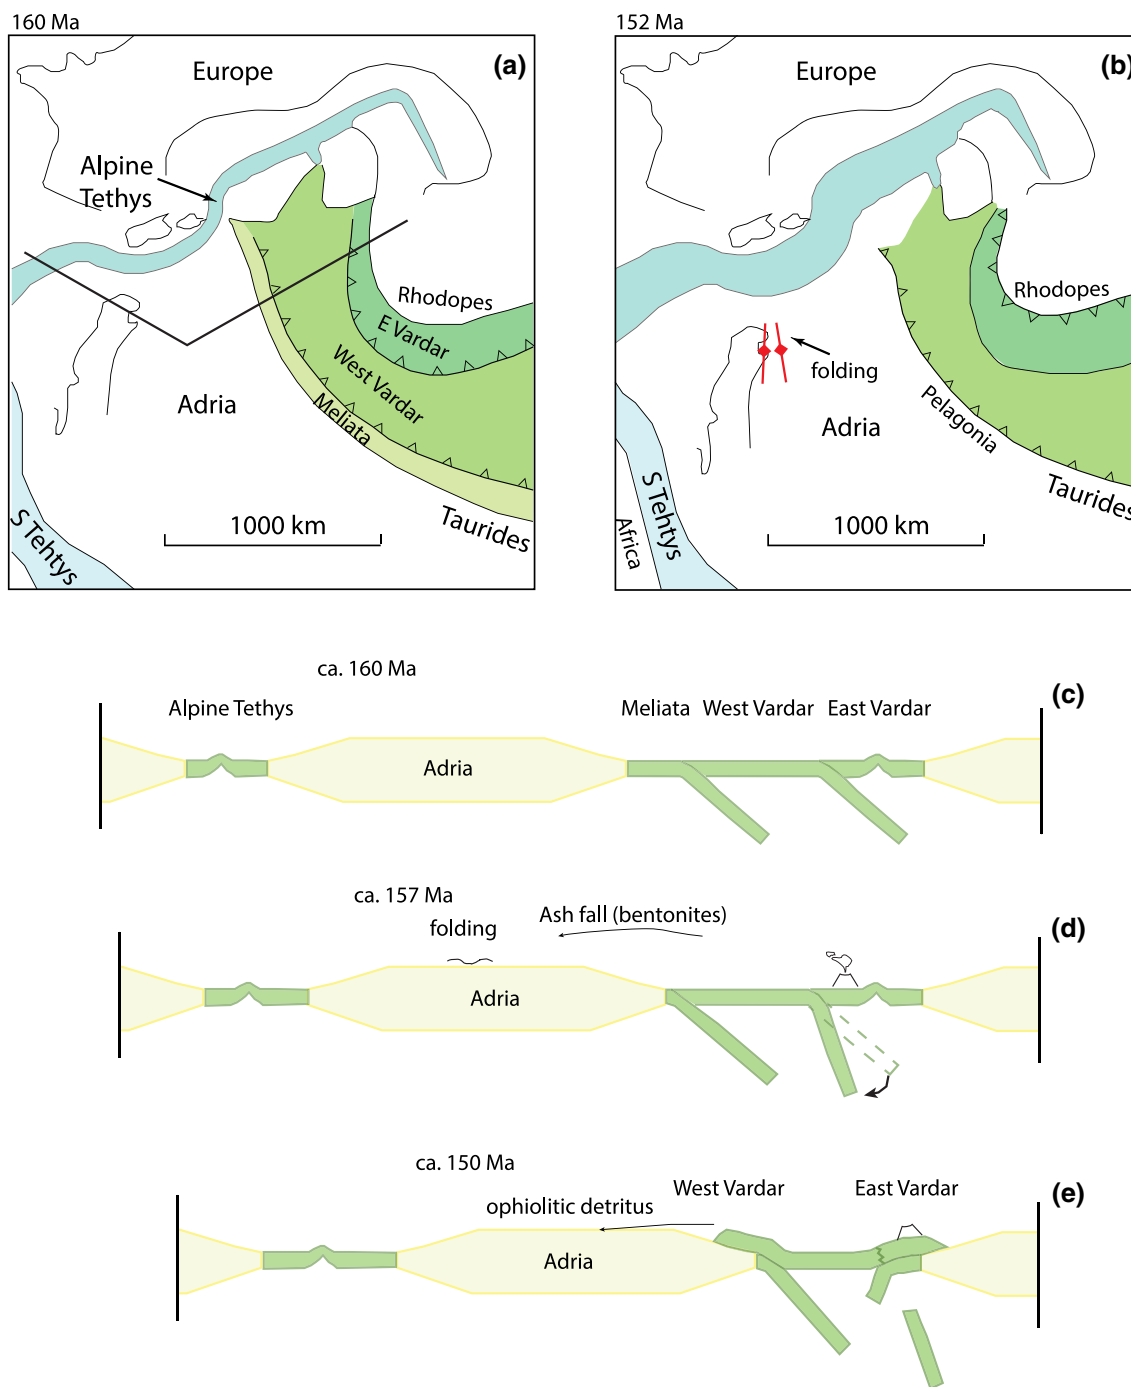 160 Ma
(a)
Europe
Alpine
Tethys
Rhodopes
E Vardar
West Vardar
Meliata
Adria
Taurides
S Tehtys
1000 km
152 Ma
(b)
Europe
Rhodopes
folding
Adria
Pelagonia
Taurides
S Tehtys
Africa
1000 km
ca. 160 Ma
(c)
Alpine Tethys
Meliata West Vardar East Vardar
Adria
ca. 157 Ma
(d)
folding
Ash fall (bentonites)
Adria
ca. 150 Ma
(e)
West Vardar
East Vardar
ophiolitic detritus
Adria